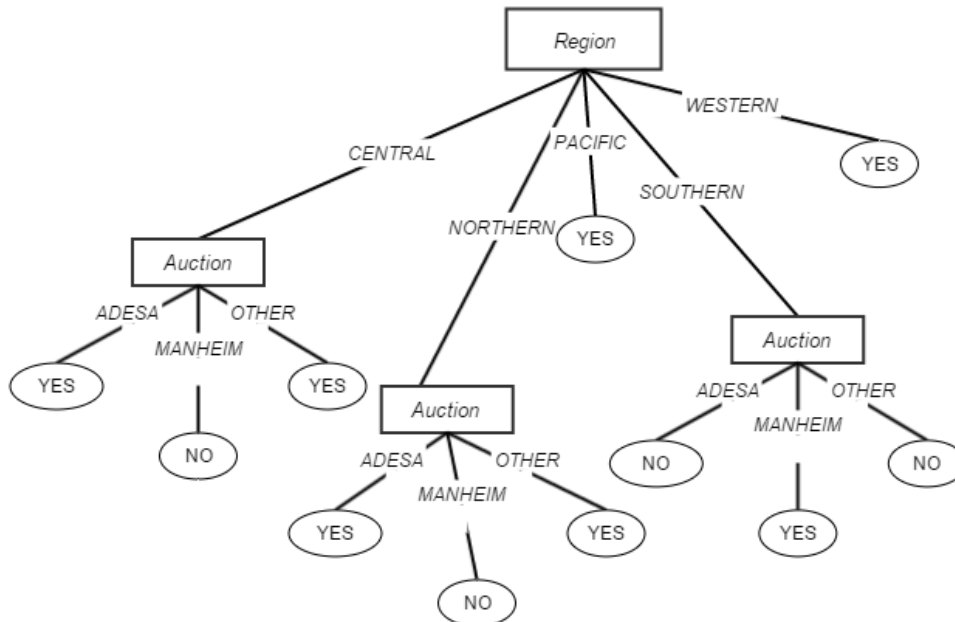 Region
WESTERN
PACIFIC
CENTRAL
YES
SOUTHERN
NORTHERN
YES
Auction
ADESA
OTHER
MANHEIM
YES
YES
NO
Auction
ADESA
OTHER
MANHEIM
YES
YES
NO
Auction
ADESA
OTHER
MANHEIM
NO
NO
YES